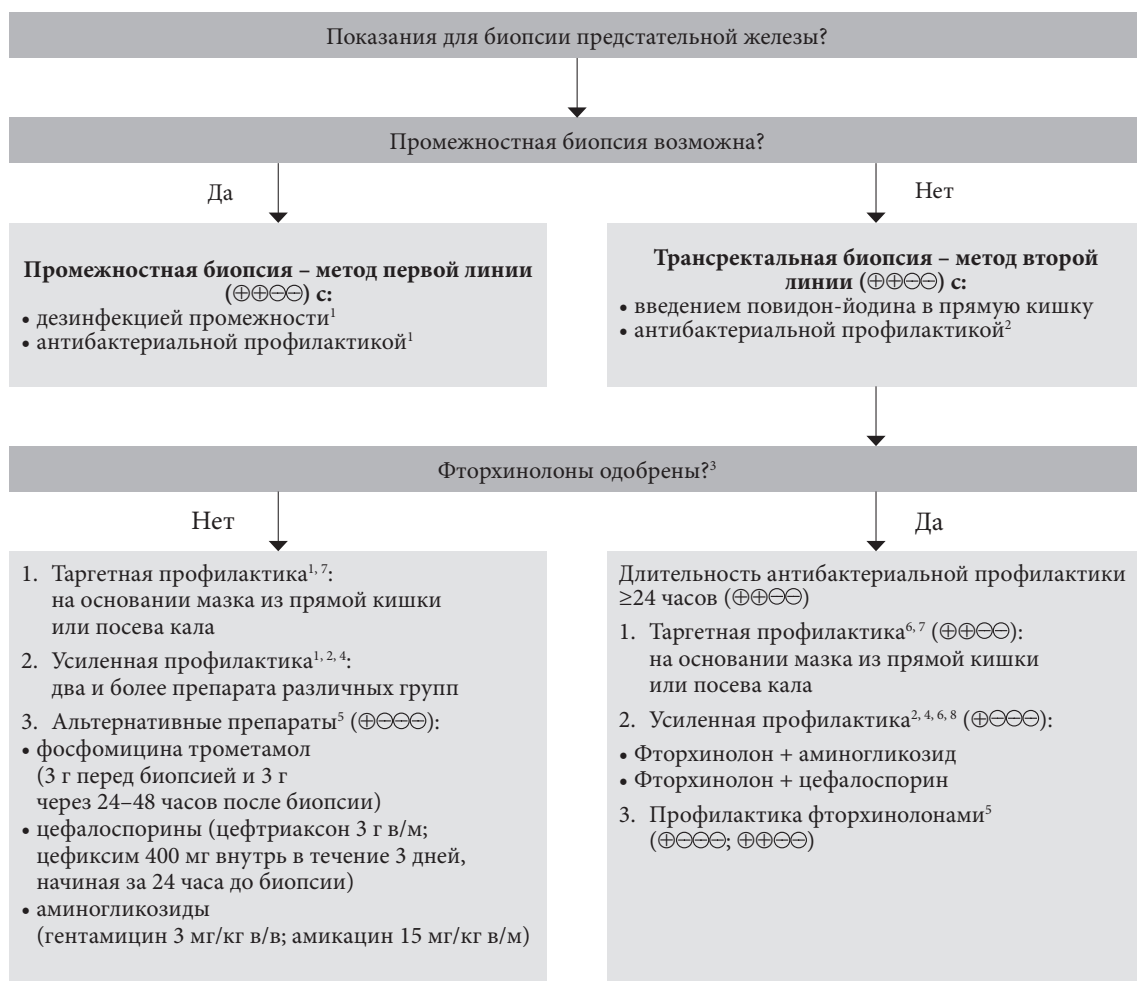 Показания для биопсии предстательной железы?
Промежностная биопсия возможна?
Да
Нет
Промежностная биопсия – метод первой линии
(⊕⊕⊖⊖) с:
• дезинфекцией промежности¹
• антибактериальной профилактикой¹
Трансректальная биопсия – метод второй
линии (⊕⊕⊖⊖) с:
• введением повидон-йодина в прямую кишку
• антибактериальной профилактикой²
Фторхинолоны одобрены?³
Нет
Да
1. Таргетная профилактика¹,⁷:
на основании мазка из прямой кишки
или посева кала
2. Усиленная профилактика¹,²,⁴:
два и более препарата различных групп
3. Альтернативные препараты⁵ (⊕⊖⊖⊖):
• фосфомицина трометамол
(3 г перед биопсией и 3 г
через 24–48 часов после биопсии)
• цефалоспорины (цефтриаксон 3 г в/м;
цефиксим 400 мг внутрь в течение 3 дней,
начиная за 24 часа до биопсии)
• аминогликозиды
(гентамицин 3 мг/кг в/в; амикацин 15 мг/кг в/м)
Длительность антибактериальной профилактики
≥24 часов (⊕⊕⊖⊖)
1. Таргетная профилактика⁶,⁷ (⊕⊕⊖⊖):
на основании мазка из прямой кишки
или посева кала
2. Усиленная профилактика²,⁴,⁶,⁸ (⊕⊖⊖⊖):
• Фторхинолон + аминогликозид
• Фторхинолон + цефалоспорин
3. Профилактика фторхинолонами⁵
(⊕⊖⊖⊖; ⊕⊕⊖⊖)